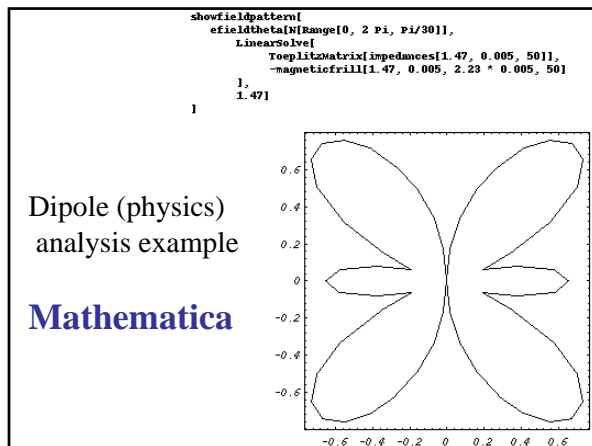 showfieldpattern[
efieldtheta[N[Range[0, 2 Pi, Pi/30]],
LinearSolve[
ToeplitzMatrix[impedances[1.47, 0.005, 50]],
-magneticfrill[1.47, 0.005, 2.23 * 0.005, 50]
],
1.47]
]
Dipole (physics)
analysis example
Mathematica
0.6
0.4
0.2
0
-0.2
-0.4
-0.6
-0.6 -0.4 -0.2 0 0.2 0.4 0.6